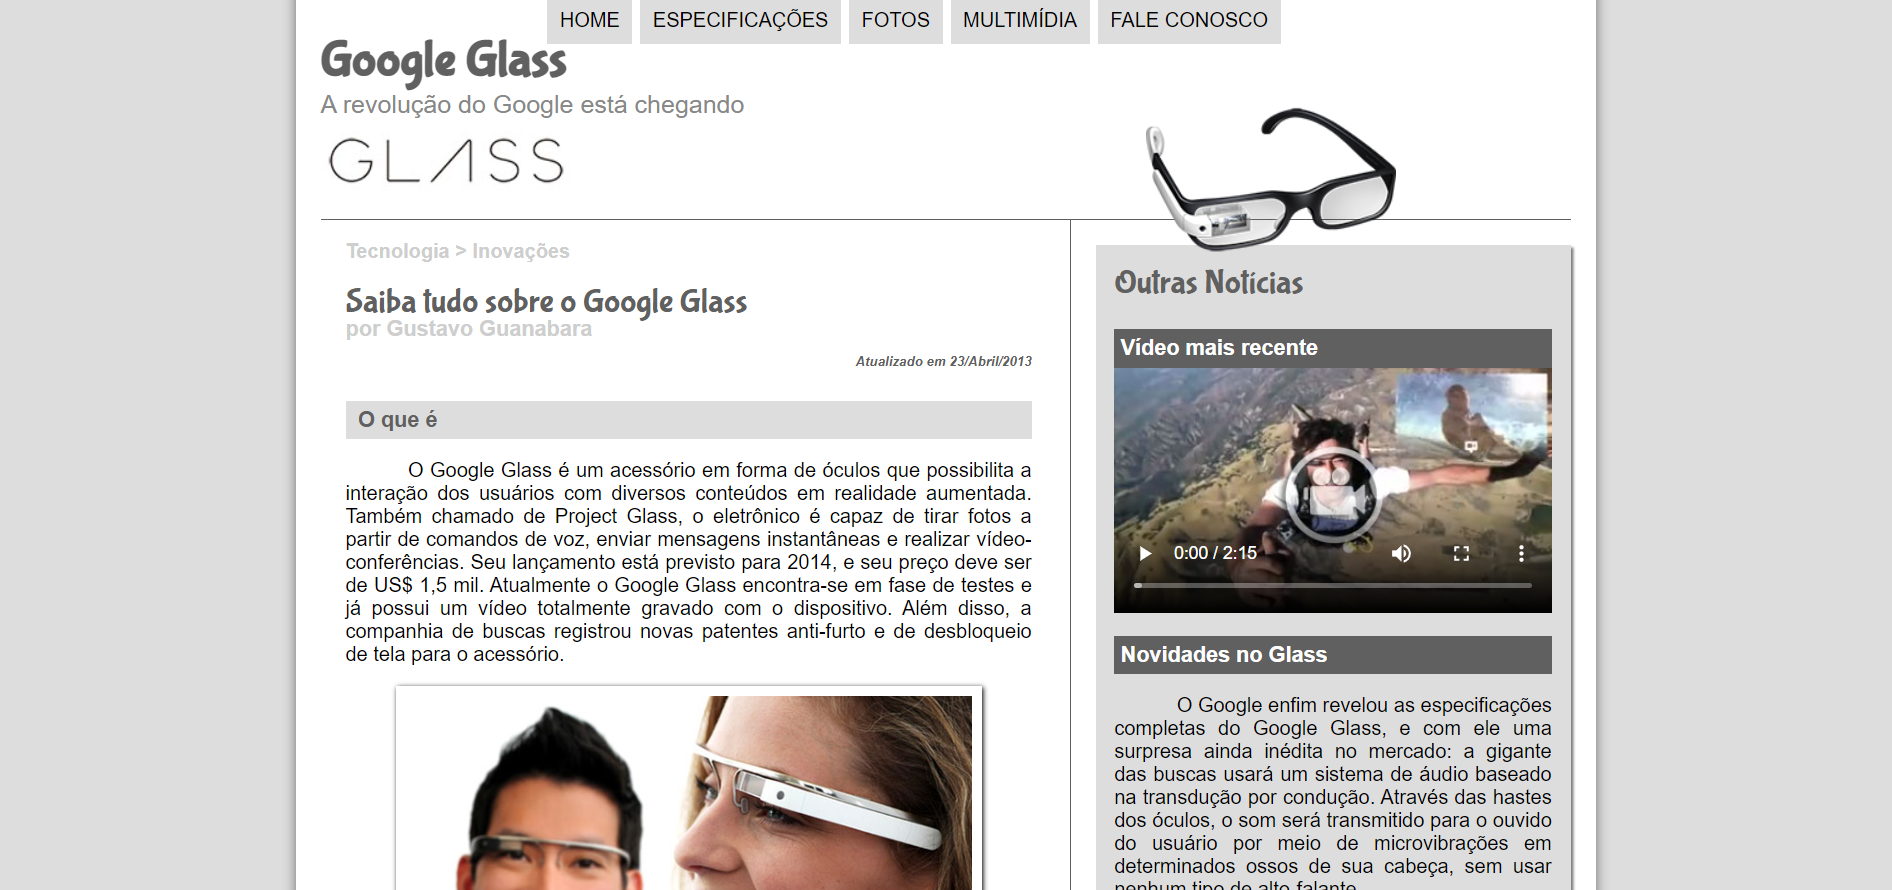 HOME ESPECIFICAÇÕES FOTOS MULTIMÍDIA FALE CONOSCO
Google Glass
A revolução do Google está chegando
GLASS
Tecnologia > Inovações
Saiba tudo sobre o Google Glass
por Gustavo Guanabara
Atualizado em 23/Abril/2013
O que é
O Google Glass é um acessório em forma de óculos que possibilita a
interação dos usuários com diversos conteúdos em realidade aumentada.
Também chamado de Project Glass, o eletrônico é capaz de tirar fotos a
partir de comandos de voz, enviar mensagens instantâneas e realizar vídeo-
conferências. Seu lançamento está previsto para 2014, e seu preço deve ser
de US$ 1,5 mil. Atualmente o Google Glass encontra-se em fase de testes e
já possui um vídeo totalmente gravado com o dispositivo. Além disso, a
companhia de buscas registrou novas patentes anti-furto e de desbloqueio
de tela para o acessório.
Outras Notícias
Vídeo mais recente
0:00 / 2:15
Novidades no Glass
O Google enfim revelou as especificações
completas do Google Glass, e com ele uma
surpresa ainda inédita no mercado: a gigante
das buscas usará um sistema de áudio baseado
na transdução por condução. Através das hastes
dos óculos, o som será transmitido para o ouvido
do usuário por meio de microvibrações em
determinados ossos de sua cabeça, sem usar
nenhum tipo de alto falante